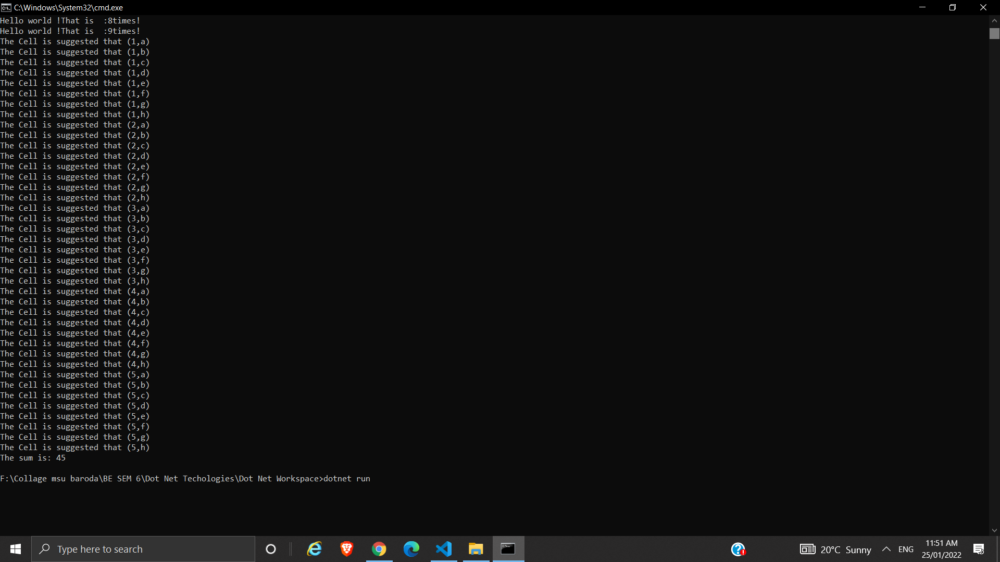 C:\Windows\System32\cmd.exe
Hello world !That is  :8times!
Hello world !That is  :9times!
The Cell is suggested that (1,a)
The Cell is suggested that (1,b)
The Cell is suggested that (1,c)
The Cell is suggested that (1,d)
The Cell is suggested that (1,e)
The Cell is suggested that (1,f)
The Cell is suggested that (1,g)
The Cell is suggested that (1,h)
The Cell is suggested that (2,a)
The Cell is suggested that (2,b)
The Cell is suggested that (2,c)
The Cell is suggested that (2,d)
The Cell is suggested that (2,e)
The Cell is suggested that (2,f)
The Cell is suggested that (2,g)
The Cell is suggested that (2,h)
The Cell is suggested that (3,a)
The Cell is suggested that (3,b)
The Cell is suggested that (3,c)
The Cell is suggested that (3,d)
The Cell is suggested that (3,e)
The Cell is suggested that (3,f)
The Cell is suggested that (3,g)
The Cell is suggested that (3,h)
The Cell is suggested that (4,a)
The Cell is suggested that (4,b)
The Cell is suggested that (4,c)
The Cell is suggested that (4,d)
The Cell is suggested that (4,e)
The Cell is suggested that (4,f)
The Cell is suggested that (4,g)
The Cell is suggested that (4,h)
The Cell is suggested that (5,a)
The Cell is suggested that (5,b)
The Cell is suggested that (5,c)
The Cell is suggested that (5,d)
The Cell is suggested that (5,e)
The Cell is suggested that (5,f)
The Cell is suggested that (5,g)
The Cell is suggested that (5,h)
The sum is: 45
F:\Collage msu baroda\BE SEM 6\Dot Net Techologies\Dot Net Workspace>dotnet run
Type here to search
20°C Sunny
ENG
11:51 AM
25/01/2022